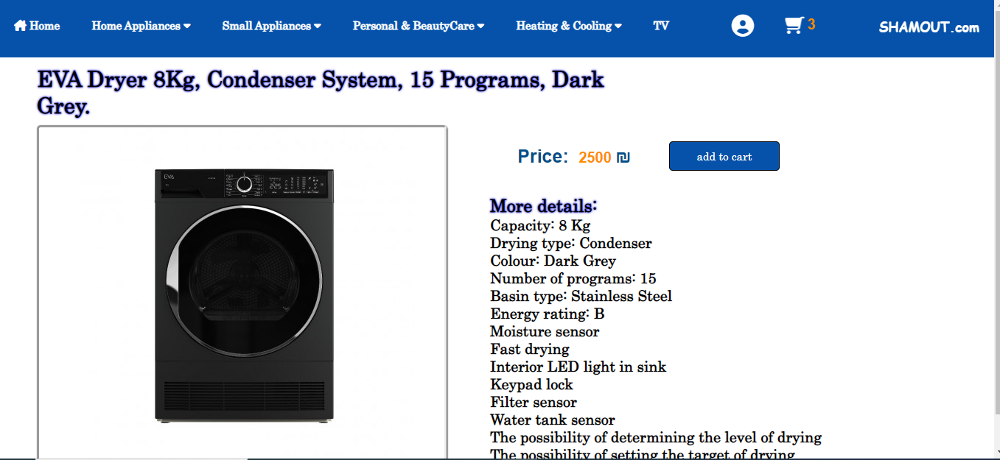 Home
Home Appliances
Small Appliances
Personal & BeautyCare
Heating & Cooling
TV
3
SHAMOUT.com
EVA Dryer 8Kg, Condenser System, 15 Programs, Dark
Grey.
EVA
Price: 2500 ₪
add to cart
More details:
Capacity: 8 Kg
Drying type: Condenser
Colour: Dark Grey
Number of programs: 15
Basin type: Stainless Steel
Energy rating: B
Moisture sensor
Fast drying
Interior LED light in sink
Keypad lock
Filter sensor
Water tank sensor
The possibility of determining the level of drying
The possibility of setting the target of drying